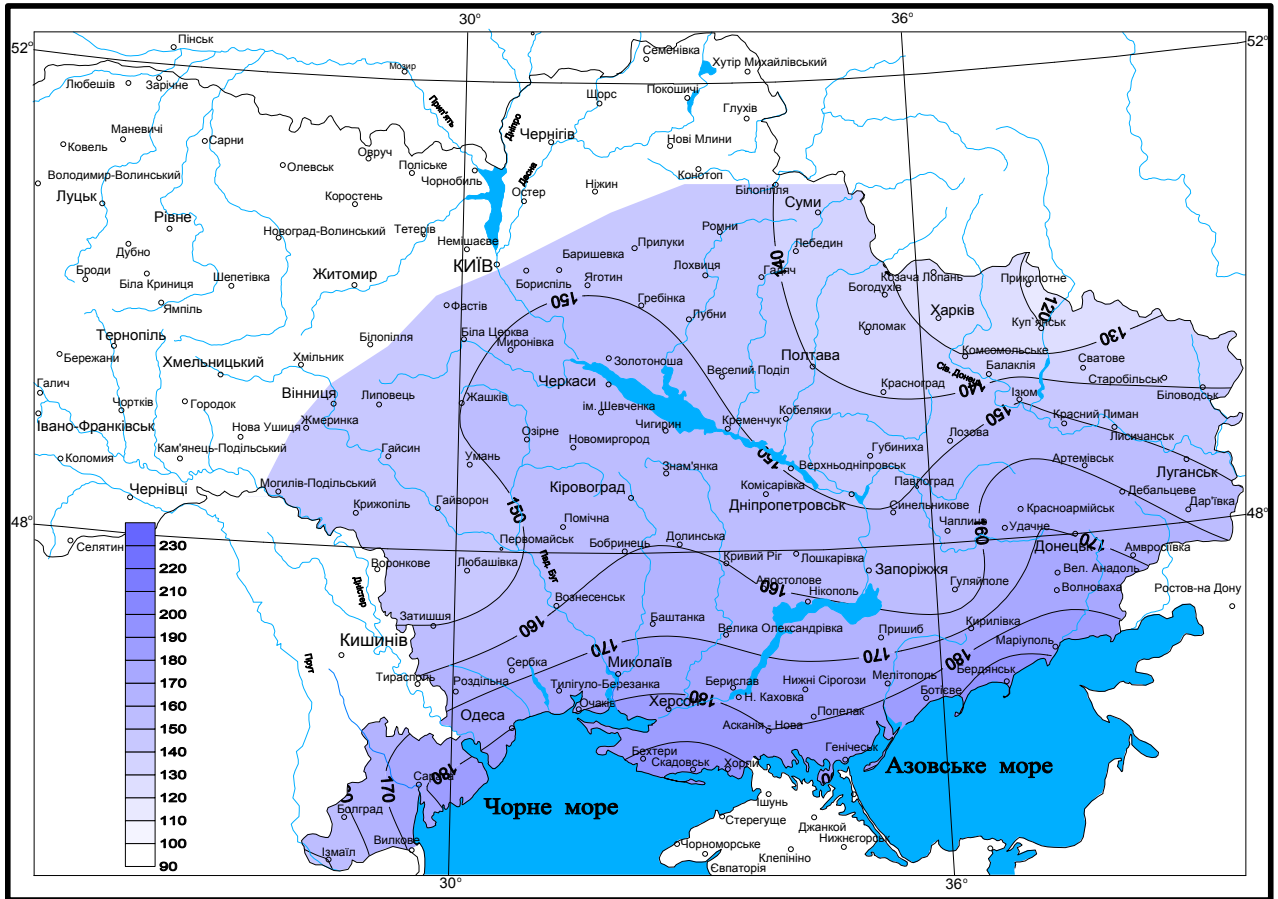 30°
36°
52°
52°
Пінськ
Семенівка
Мозир
Хутір Михайлівський
Любешів
Зарічне
Покошичі
Щорс
Прип'ять
Дніпро
Глухів
Маневичі
Чернігів
Ковель
Сарни
Нові Млини
Овруч
Олевськ
Поліське
Десна
Володимир-Волинський
Чорнобиль
Конотоп
Білопілля
Луцьк
Коростень
Остер
Ніжин
Суми
Рівне
Новоград-Волинський
Тетерів
Немішаєве
Ромни
Прилуки
Лебедин
Дубно
Баришевка
КИЇВ
140
Броди
Біла Криниця
Шепетівка
Житомир
Бориспіль
Яготин
Лохвиця
Гадяч
Козача Лопань
Приколотне
Богодухів
Ямпіль
Фастів
150
Гребінка
120
Лубни
Харків
Куп'янськ
Тернопіль
Білопілля
Біла Церква
Коломак
130
Миронівка
Бережани
Хмельницький
Хмільник
Золотоноша
Полтава
Комсомольське
Сватове
Балаклія
Сів. Донець
Веселий Поділ
Старобільськ
Галич
Черкаси
Красноград
140
Вінниця
Липовець
Жашків
Ізюм
Біловодськ
Чортків
Городок
ім. Шевченка
150
Кобеляки
Красний Лиман
Івано-Франківськ
Нова Ушиця
Жмеринка
Чигирин
Кременчук
Лисичанськ
Озірне
Новомиргород
Лозова
Кам'янець-Подільський
Гайсин
Губиниха
Коломия
Умань
150
Верхньодніпровськ
Артемівськ
Луганськ
Знам'янка
Чернівці
Могилів-Подільський
Кіровоград
Комісарівка
Павлоград
Дебальцеве
Крижопіль
Гайворон
150
Дніпропетровськ
Синельникове
Красноармійськ
Дар'ївка
48°
48°
Помічна
Чаплине
Удачне
160
Селятин
Первомайськ
Бобринець
Долинська
Донецьк
170
Амвросіївка
Воронкове
Любашівка
Пвд. Буг
Кривий Ріг
Лошкарівка
Запоріжжя
Вел. Анадоль
Дністер
Апостолове
160
Нікополь
Гуляйполе
Волноваха
Ростов-на Дону
Вознесенськ
Затишшя
160
Баштанка
Велика Олександрівка
Кирилівка
Кишинів
Пришиб
Маріуполь
170
170
Прут
Сербка
Миколаїв
180
Бердянськ
Тирасполь
Роздільна
Тилігуло-Березанка
Берислав
Нижні Сірогози
Мелітополь
Ботієве
180
Н. Каховка
Очаків
Херсон
Одеса
Асканія - Нова
Попелак
Бехтери
Генічеськ
Скадовськ
Хорли
Азовське море
180
170
Чорне море
Ішунь
Болград
Стерегуще
Джанкой
Вилкове
Нижнєгорськ
Чорноморське
Клепініно
Ізмаїл
Євпаторія
30°
36°
230
220
210
200
190
180
170
160
150
140
130
120
110
100
90